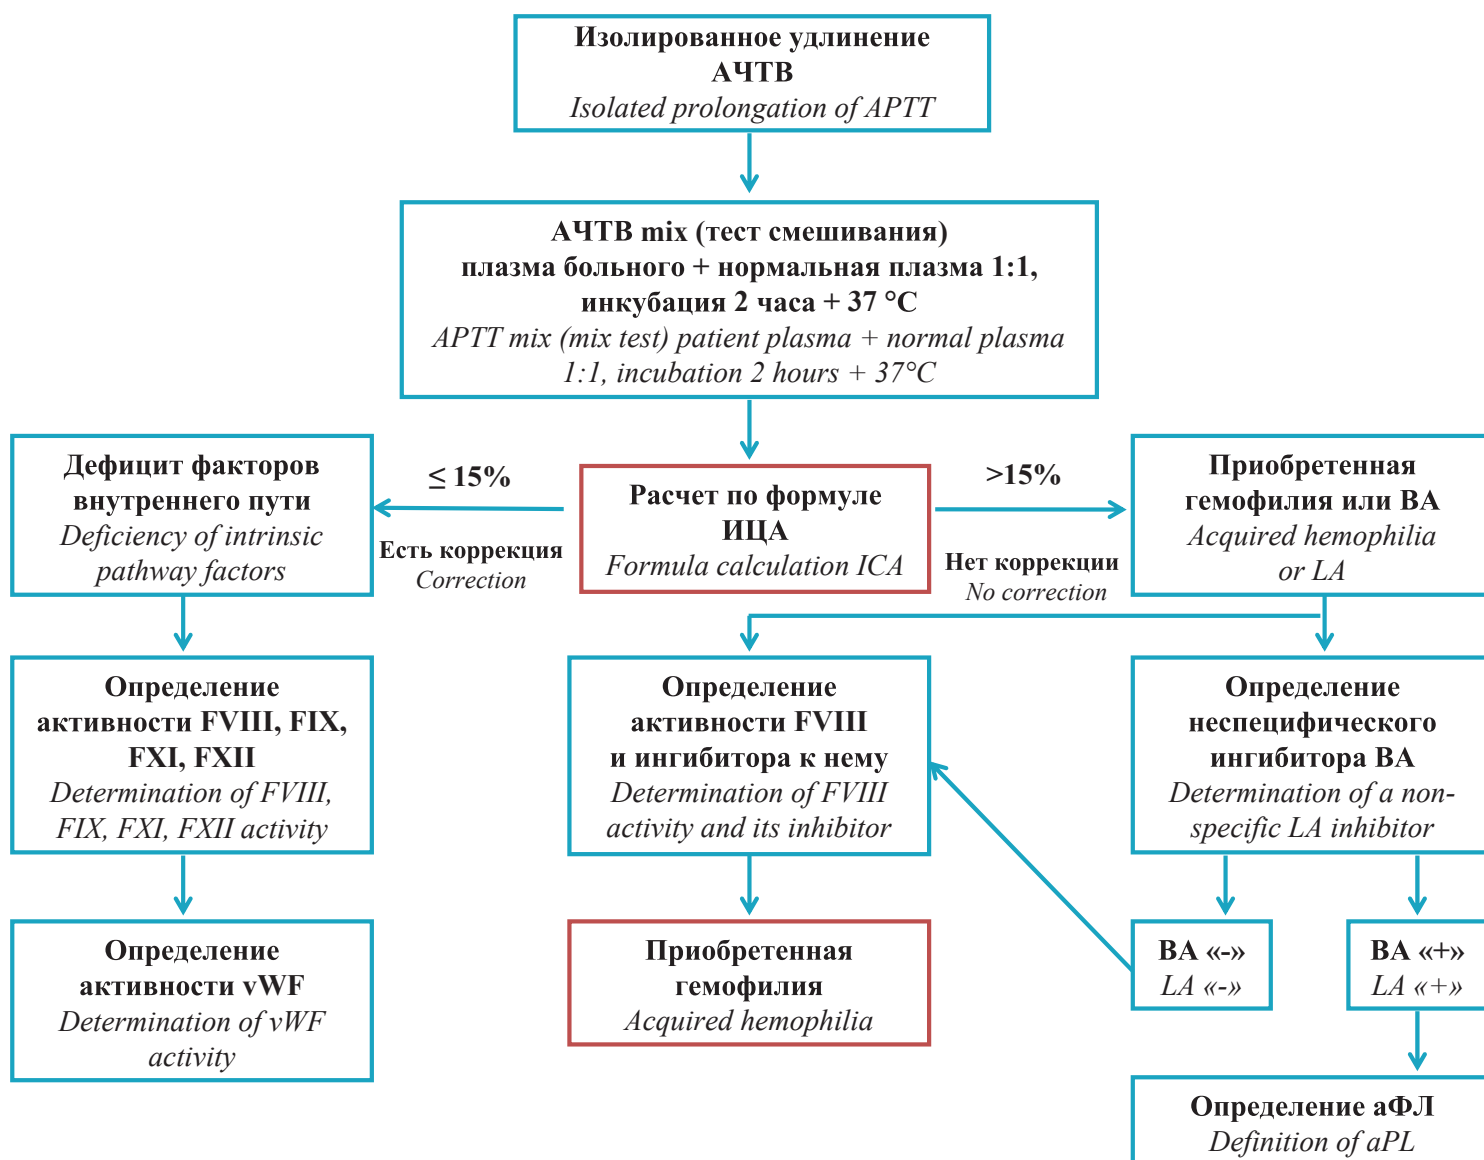 Изолированное удлинение
АЧТВ
Isolated prolongation of APTT
АЧТВ mix (тест смешивания)
плазма больного + нормальная плазма 1:1,
инкубация 2 часа + 37 °C
APTT mix (mix test) patient plasma + normal plasma
1:1, incubation 2 hours + 37°C
Дефицит факторов
внутреннего пути
Deficiency of intrinsic
pathway factors
≤ 15%
Есть коррекция
Correction
Расчет по формуле
ИЦА
Formula calculation ICA
>15%
Нет коррекции
No correction
Приобретенная
гемофилия или ВА
Acquired hemophilia
or LA
Определение
активности FVIII, FIX,
FXI, FXII
Determination of FVIII,
FIX, FXI, FXII activity
Определение
активности FVIII
и ингибитора к нему
Determination of FVIII
activity and its inhibitor
Определение
неспецифического
ингибитора ВА
Determination of a non-
specific LA inhibitor
Определение
активности vWF
Determination of vWF
activity
Приобретенная
гемофилия
Acquired hemophilia
ВА «-»
LA «-»
ВА «+»
LA «+»
Определение аФЛ
Definition of aPL